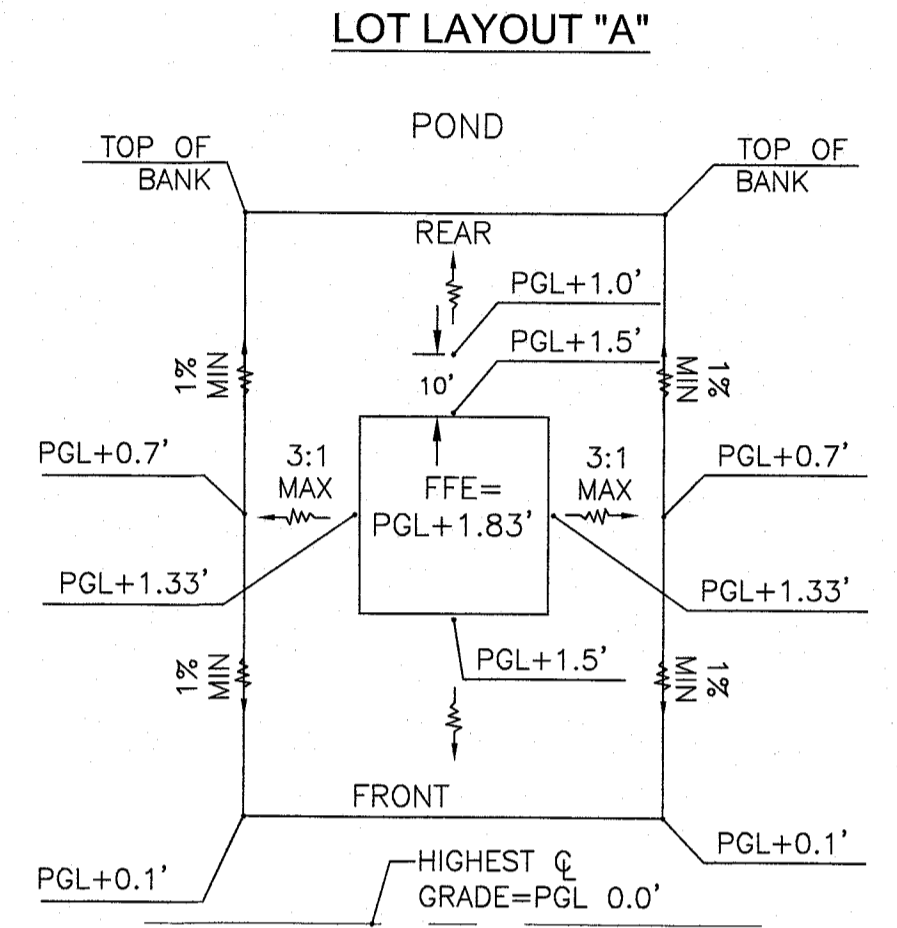 LOT LAYOUT "A"
POND
TOP OF
BANK
TOP OF
BANK
REAR
PGL+1.0'
PGL+1.5'
10'
1%
MIN
1%
MIN
PGL+0.7'
3:1
MAX
FFE=
PGL+1.83'
3:1
MAX
PGL+0.7'
PGL+1.33'
PGL+1.33'
1%
MIN
PGL+1.5'
1%
MIN
FRONT
PGL+0.1'
PGL+0.1'
HIGHEST ℄
GRADE=PGL 0.0'